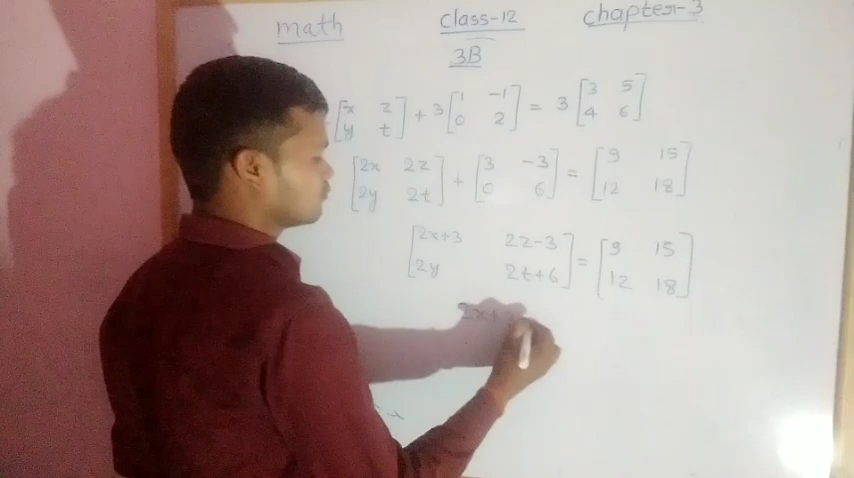 math Class-12 chapter-3
3B
[x z] + 3 [1 -1] = 3 [3 5]
[y t] [0 2] [4 6]
[2x 2z] + [3 -3] = [9 15]
[2y 2t] [0 6] [12 18]
[2x+3 2z-3] = [9 15]
[2y 2t+6] [12 18]
2x+3